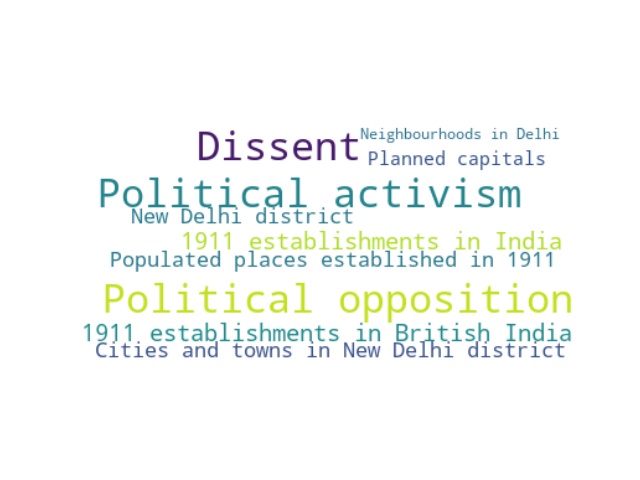 Dissent
Neighbourhoods in Delhi
Planned capitals
Political activism
New Delhi district
1911 establishments in India
Populated places established in 1911
Political opposition
1911 establishments in British India
Cities and towns in New Delhi district